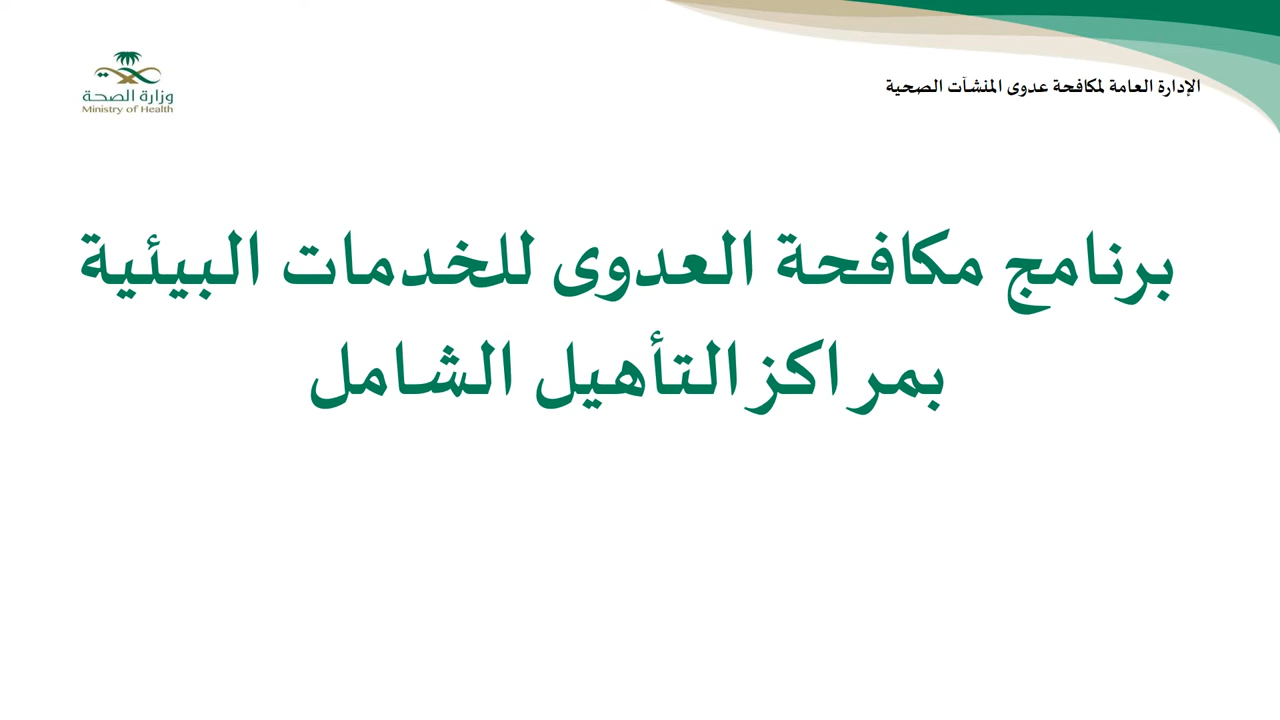 الإدارة العامة لمكافحة عدوى المنشآت الصحية
وزارة الصحة
Ministry of Health
برنامج مكافحة العدوى للخدمات البيئية
بمراكز التأهيل الشامل